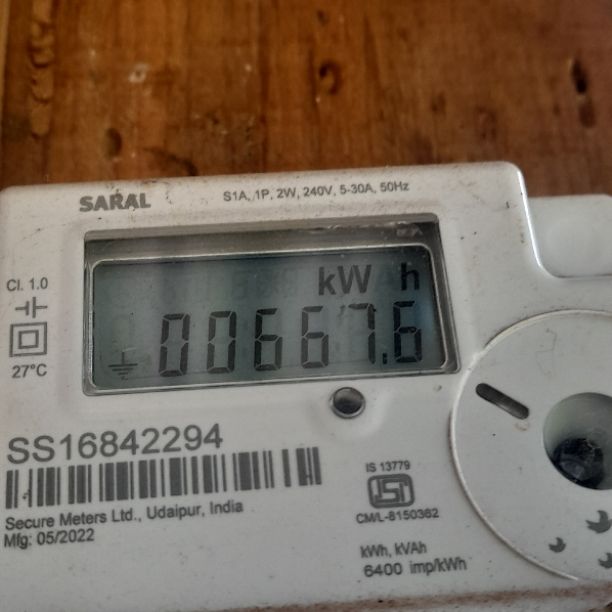 SARAL
S1A, 1P, 2W, 240V, 5-30A, 50Hz
kW h
00667.6
Cl. 1.0
27°C
SS16842294
Secure Meters Ltd., Udaipur, India
Mfg: 05/2022
IS 13779
ISI
CM/L-8150362
kWh, kVAh
6400 imp/kWh